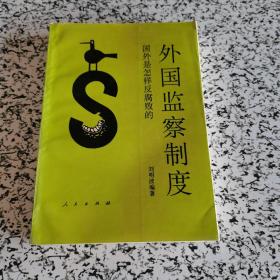 外国监察制度
国外是怎样反腐败的
刘明波编著
人民出版社